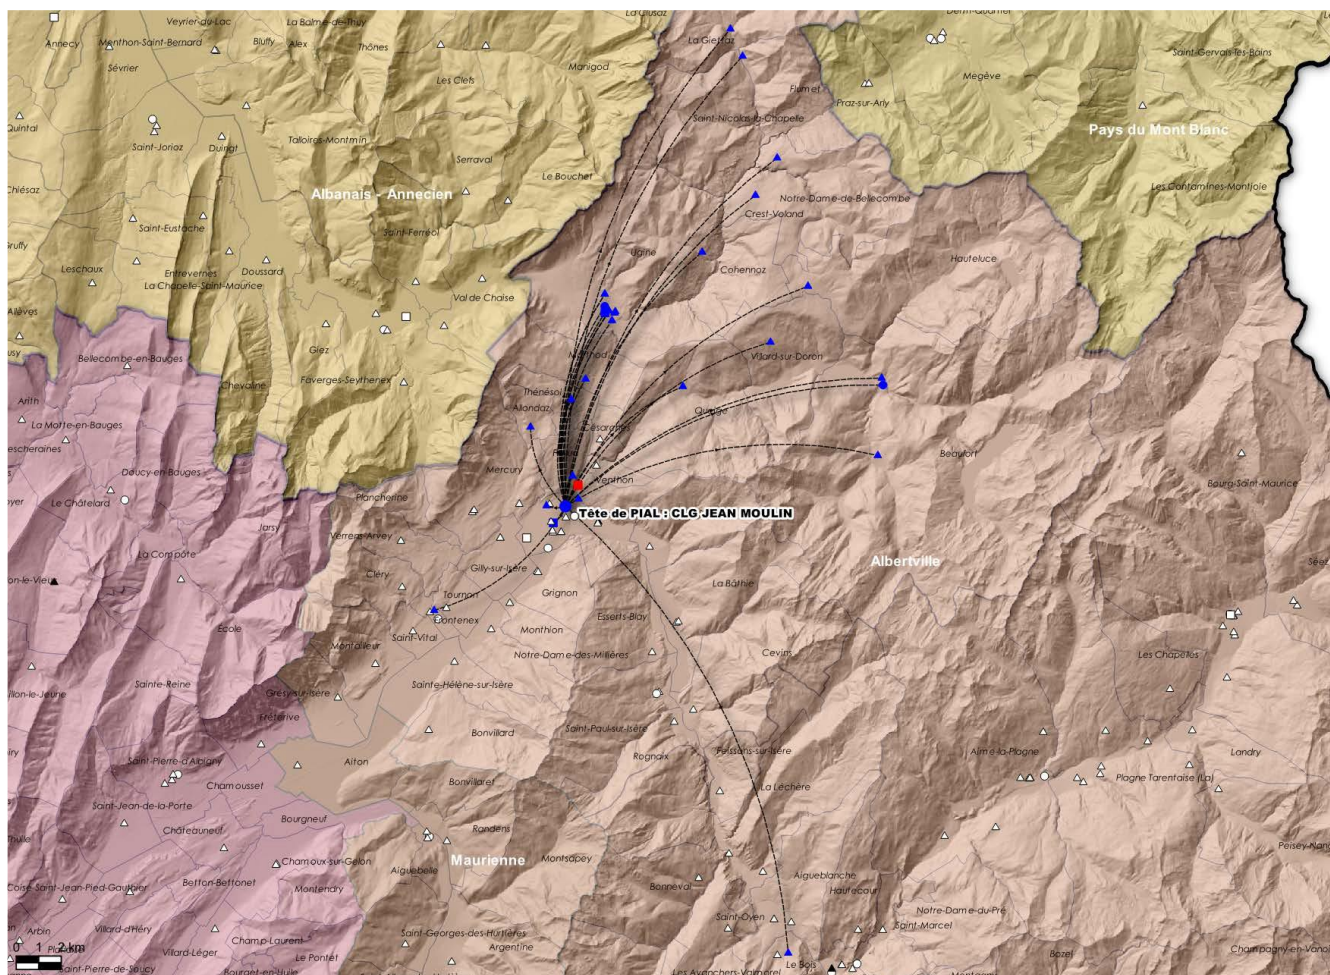 La Clusaz
Veyrier-du-Lac
La Balme-de-Thuy
Demi-Quartier
Annecy
Menthon-Saint-Bernard
Bluffy
Alex
Thônes
La Giettaz
Saint-Gervais-les-Bains
Sévrier
Manigod
Megève
Les Clefs
Flumet
Praz-sur-Arly
Quintal
Saint-Nicolas-la-Chapelle
Saint-Jorioz
Duingt
Talloires-Montmin
Pays du Mont Blanc
Serraval
Le Bouchet
Albanais - Annecien
Les Contamines-Montjoie
Notre-Dame-de-Bellecombe
Crest-Voland
Saint-Eustache
Saint-Ferréol
Gruffy
Ugine
Hauteluce
Leschaux
Entrevernes
Doussard
Cohennoz
La Chapelle-Saint-Maurice
Val de Chaise
Allèves
Giez
Bellecombe-en-Bauges
Marthod
Villard-sur-Doron
Faverges-Seythenex
Chevaline
Thénésol
Arith
Allondaz
Queige
La Motte-en-Bauges
Césarches
Pallud
Beaufort
Doucy-en-Bauges
Mercury
Venthon
Bourg-Saint-Maurice
Le Châtelard
Plancherine
Jarsy
Tête de PIAL : CLG JEAN MOULIN
Verrens-Arvey
La Compôte
Albertville
Séez
Gilly-sur-Isère
Cléry
La Bâthie
Tournon
Grignon
Esserts-Blay
Frontenex
Ecole
Monthion
Saint-Vital
Montailleur
Notre-Dame-des-Millières
Cevins
Les Chapelles
Sainte-Reine
Sainte-Hélène-sur-Isère
Grésy-sur-Isère
Fréterive
Saint-Paul-sur-Isère
Bonvillard
Feissons-sur-Isère
Aime-la-Plagne
Landry
Rognaix
Saint-Pierre-d'Albigny
Aiton
Chamousset
Bonvillaret
La Léchère
Plagne Tarentaise (La)
Saint-Jean-de-la-Porte
Bourgneuf
Châteauneuf
Randens
Maurienne
Montsapey
Chamoux-sur-Gelon
Aiguebelle
Aigueblanche
Betton-Bettonet
Bonneval
Hautecour
Coise-Saint-Jean-Pied-Gauthier
Montendry
Notre-Dame-du-Pré
Saint-Oyen
Saint-Marcel
Arbin
Villard-d'Héry
Saint-Georges-des-Hurtières
Champ-Laurent
Argentine
Champagny-en-Vanoise
0 1 2 km
Villard-Léger
Le Pontet
Bozel
Le Bois
Saint-Pierre-de-Soucy
Bourget-en-Huile
Les Avanchers-Valmorel